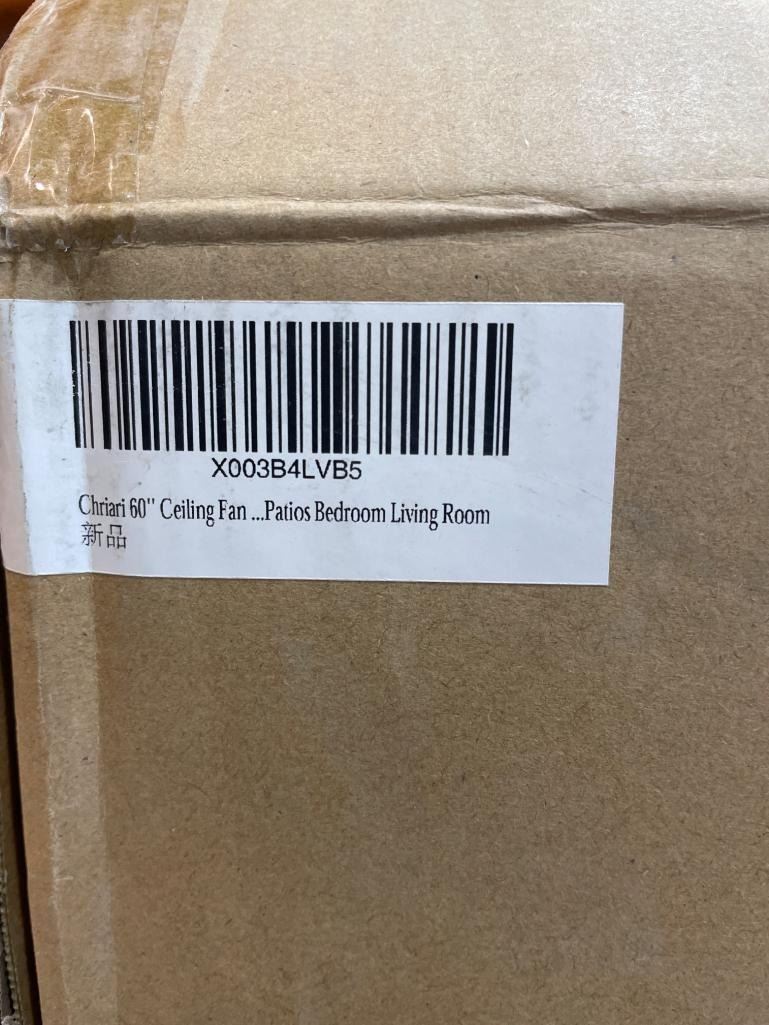 X003B4LVB5
Chriari 60" Ceiling Fan ...Patios Bedroom Living Room
新品